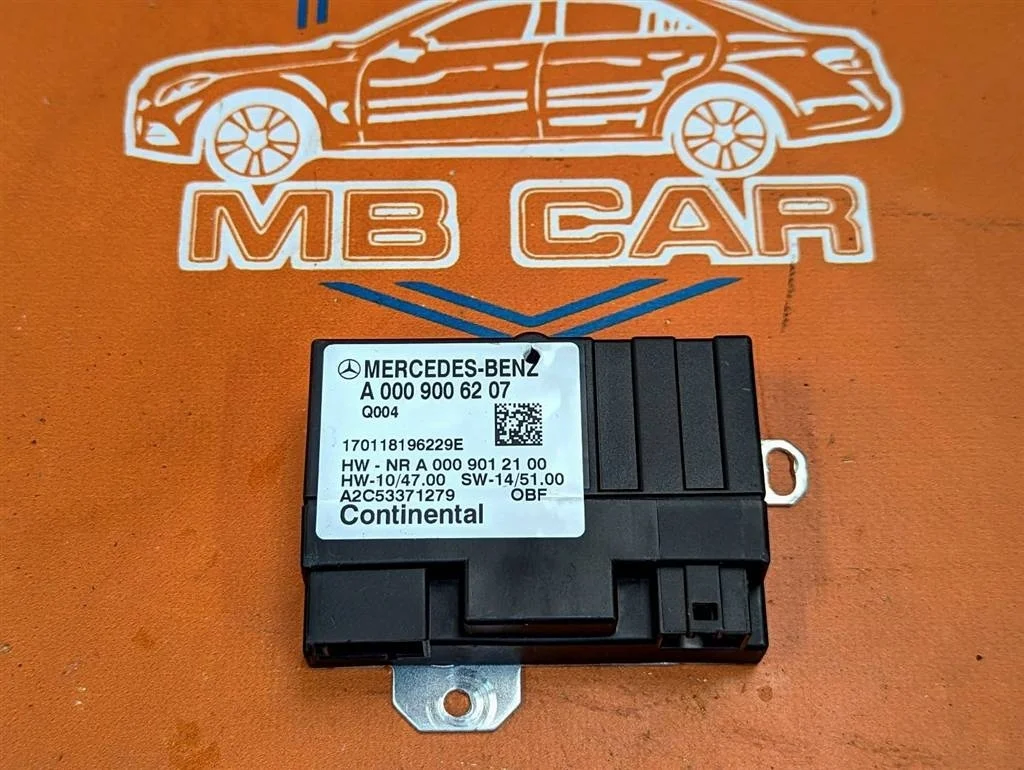 MB CAR
MERCEDES-BENZ
A 000 900 62 07
Q004
170118196229E
HW - NR A 000 901 21 00
HW-10/47.00 SW-14/51.00
A2C53371279 OBF
Continental